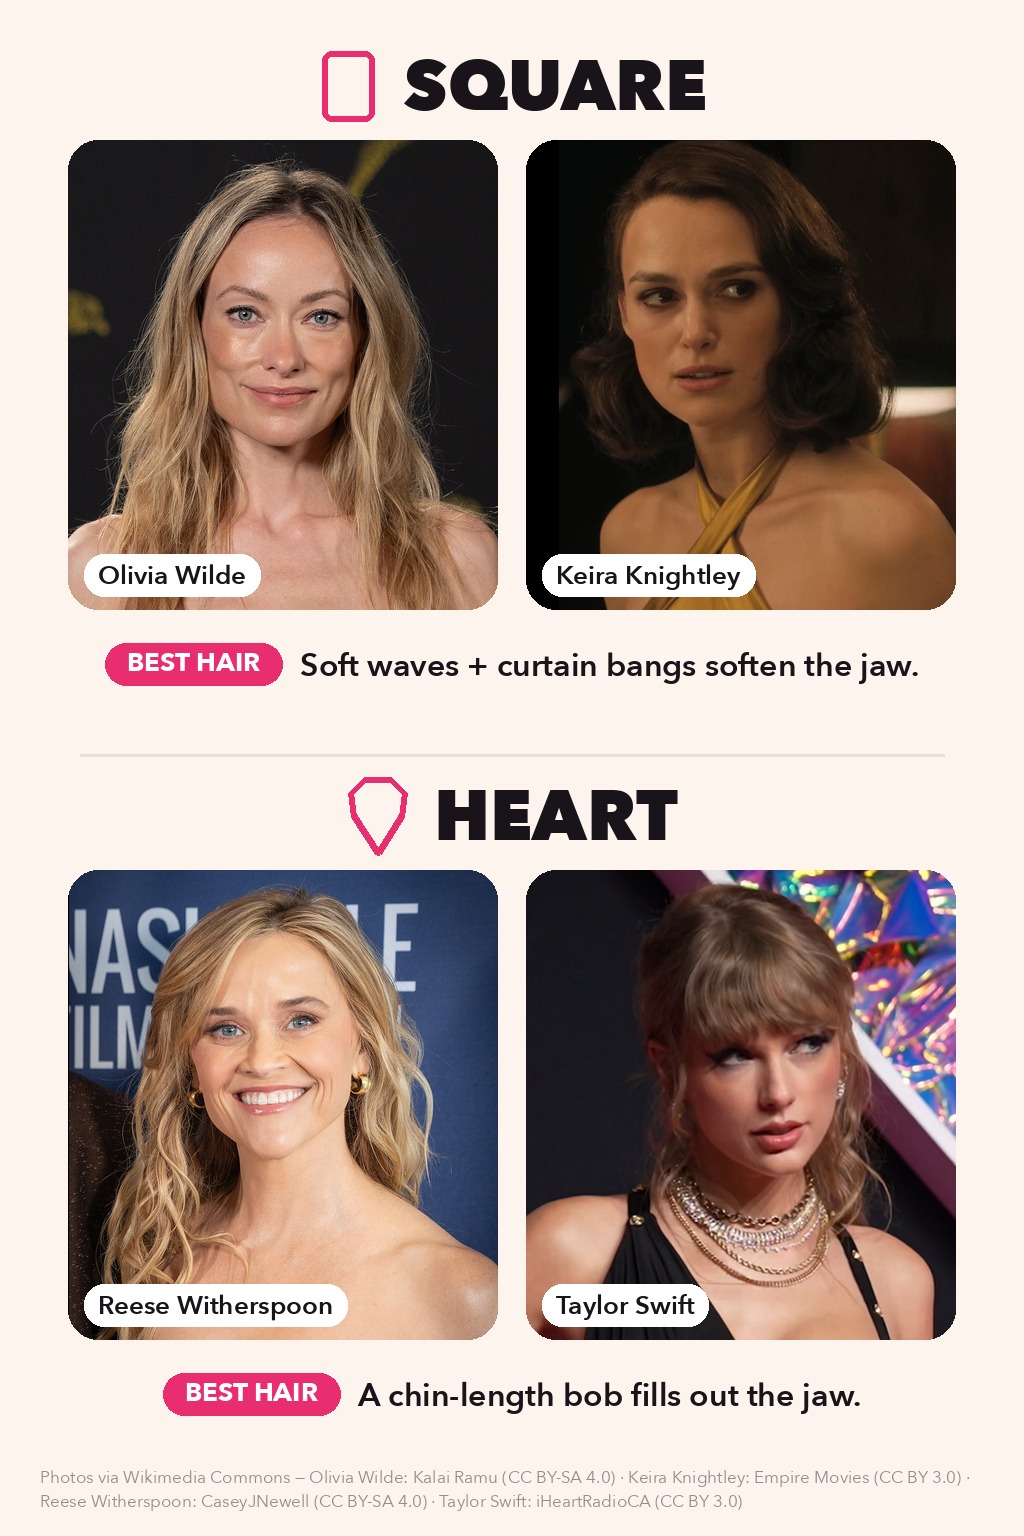 SQUARE
Olivia Wilde
Keira Knightley
BEST HAIR Soft waves + curtain bangs soften the jaw.
HEART
NASHVILLE
FILM
Reese Witherspoon
Taylor Swift
BEST HAIR A chin-length bob fills out the jaw.
Photos via Wikimedia Commons – Olivia Wilde: Kalai Ramu (CC BY-SA 4.0) · Keira Knightley: Empire Movies (CC BY 3.0) ·
Reese Witherspoon: CaseyJNewell (CC BY-SA 4.0) · Taylor Swift: iHeartRadioCA (CC BY 3.0)